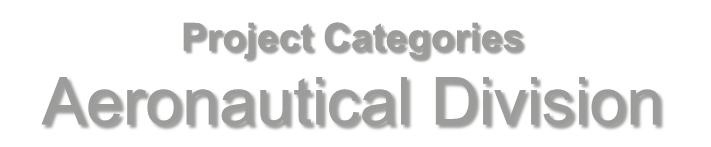 Project Categories
Aeronautical Division